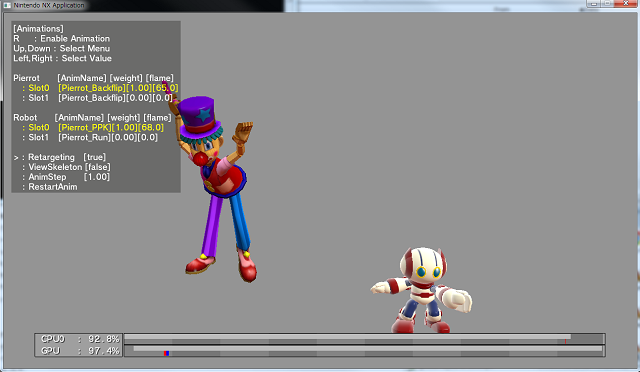 Nintendo NX Application
[Animations]
R : Enable Animation
Up,Down : Select Menu
Left,Right : Select Value
Pierrot [AnimName] [weight] [flame]
: Slot0 [Pierrot_Backflip][1.00][65.0]
: Slot1 [Pierrot_Backflip][0.00][0.0]
Robot [AnimName] [weight] [flame]
: Slot0 [Pierrot_PPK][1.00][68.0]
: Slot1 [Pierrot_Run][0.00][0.0]
> : Retargeting [true]
: ViewSkeleton [false]
: AnimStep [1.00]
: RestartAnim
CPU0 : 92.8%
GPU : 97.4%